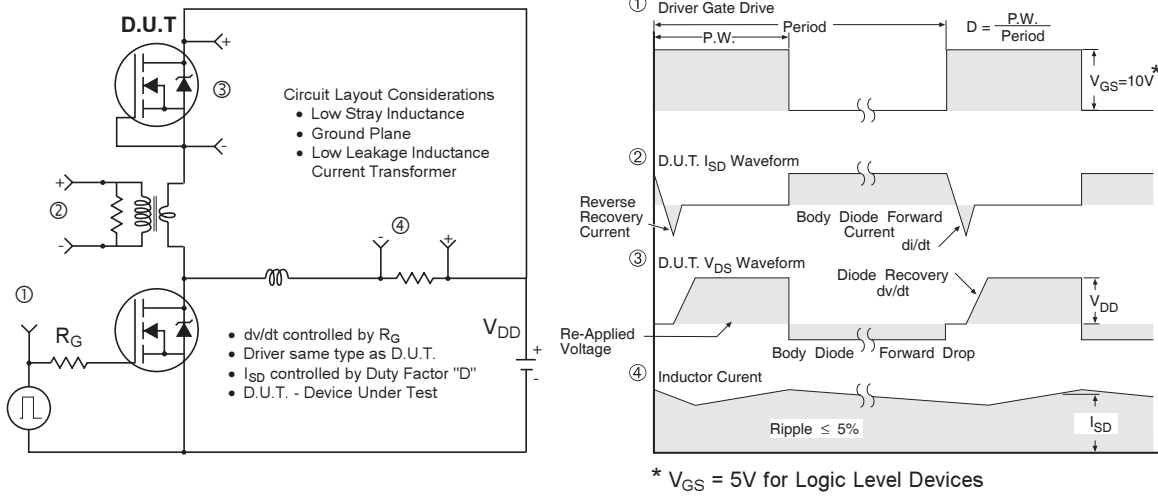 D.U.T
+
③
-
Circuit Layout Considerations
• Low Stray Inductance
• Ground Plane
• Low Leakage Inductance
Current Transformer
+
②
-
④
- +
①
R_G
• dv/dt controlled by R_G
• Driver same type as D.U.T.
• I_SD controlled by Duty Factor "D"
• D.U.T. - Device Under Test
V_DD
+
-
① Driver Gate Drive
Period
P.W.
D = P.W. / Period
V_GS=10V*
② D.U.T. I_SD Waveform
Reverse
Recovery
Current
Body Diode Forward
Current
di/dt
③ D.U.T. V_DS Waveform
Diode Recovery
dv/dt
V_DD
Re-Applied
Voltage
Body Diode Forward Drop
④ Inductor Curent
Ripple ≤ 5%
I_SD
* V_GS = 5V for Logic Level Devices